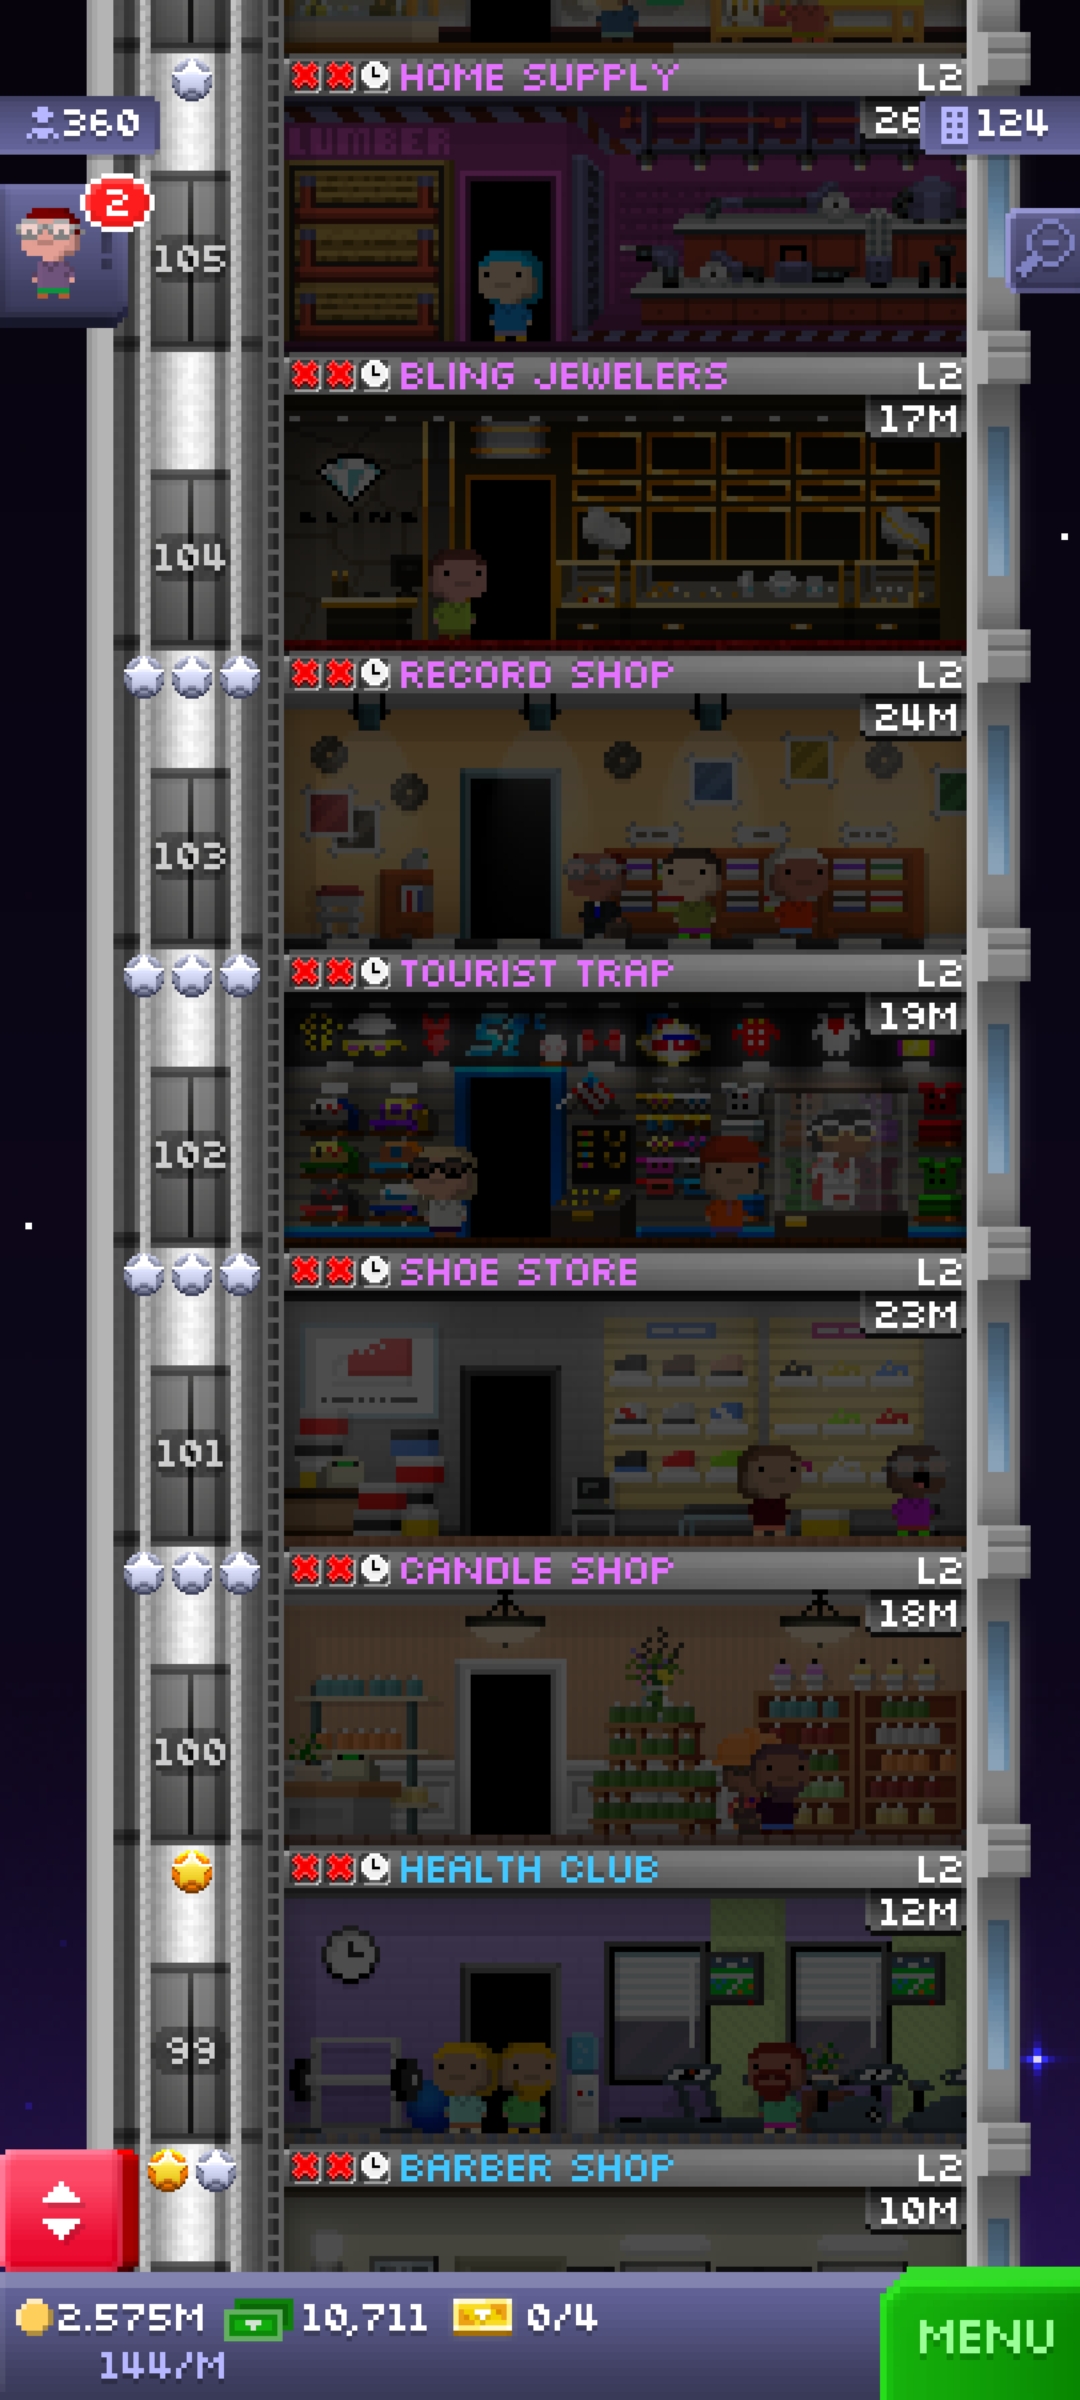 HOME SUPPLY L2
360
26
124
LUMBER
2
105
BLING JEWELERS L2
17M
BLING
104
RECORD SHOP L2
24M
103
TOURIST TRAP L2
19M
102
SHOE STORE L2
23M
101
CANDLE SHOP L2
18M
100
HEALTH CLUB L2
12M
99
BARBER SHOP L2
10M
2.575M 10,711 0/4
144/M
MENU